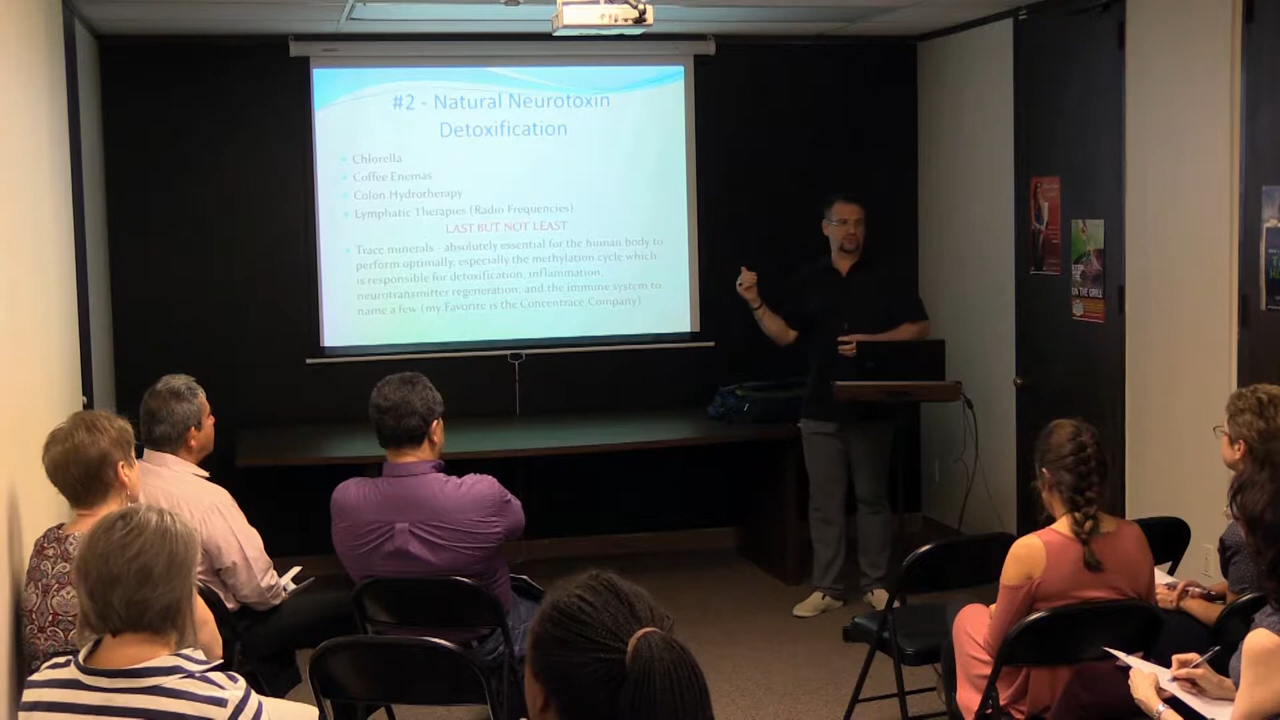 #2 - Natural Neurotoxin
Detoxification
Chlorella
Coffee Enemas
Colon Hydrotherapy
Lymphatic Therapies (Radio Frequencies)
LAST BUT NOT LEAST
Trace minerals - absolutely essential for the human body to
perform optimally, especially the methylation cycle which
is responsible for detoxification, inflammation,
neurotransmitter regeneration, and the immune system to
name a few (my Favorite is the Concentrace Company)
ON THE GRILL